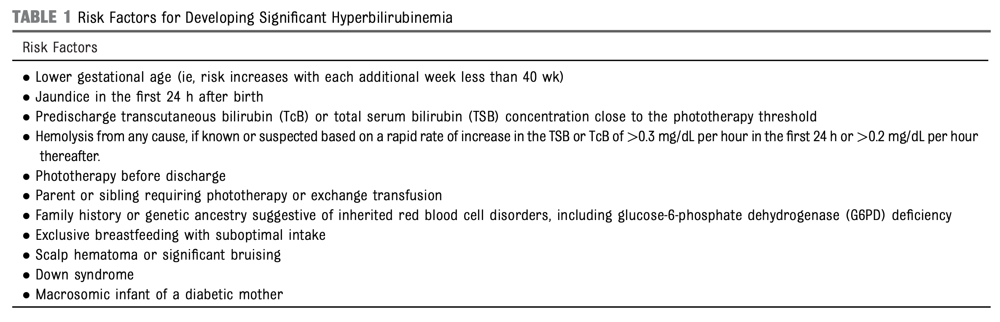 TABLE 1 Risk Factors for Developing Significant Hyperbilirubinemia
Risk Factors
● Lower gestational age (ie, risk increases with each additional week less than 40 wk)
● Jaundice in the first 24 h after birth
● Predischarge transcutaneous bilirubin (TcB) or total serum bilirubin (TSB) concentration close to the phototherapy threshold
● Hemolysis from any cause, if known or suspected based on a rapid rate of increase in the TSB or TcB of >0.3 mg/dL per hour in the first 24 h or >0.2 mg/dL per hour
thereafter.
● Phototherapy before discharge
● Parent or sibling requiring phototherapy or exchange transfusion
● Family history or genetic ancestry suggestive of inherited red blood cell disorders, including glucose-6-phosphate dehydrogenase (G6PD) deficiency
● Exclusive breastfeeding with suboptimal intake
● Scalp hematoma or significant bruising
● Down syndrome
● Macrosomic infant of a diabetic mother